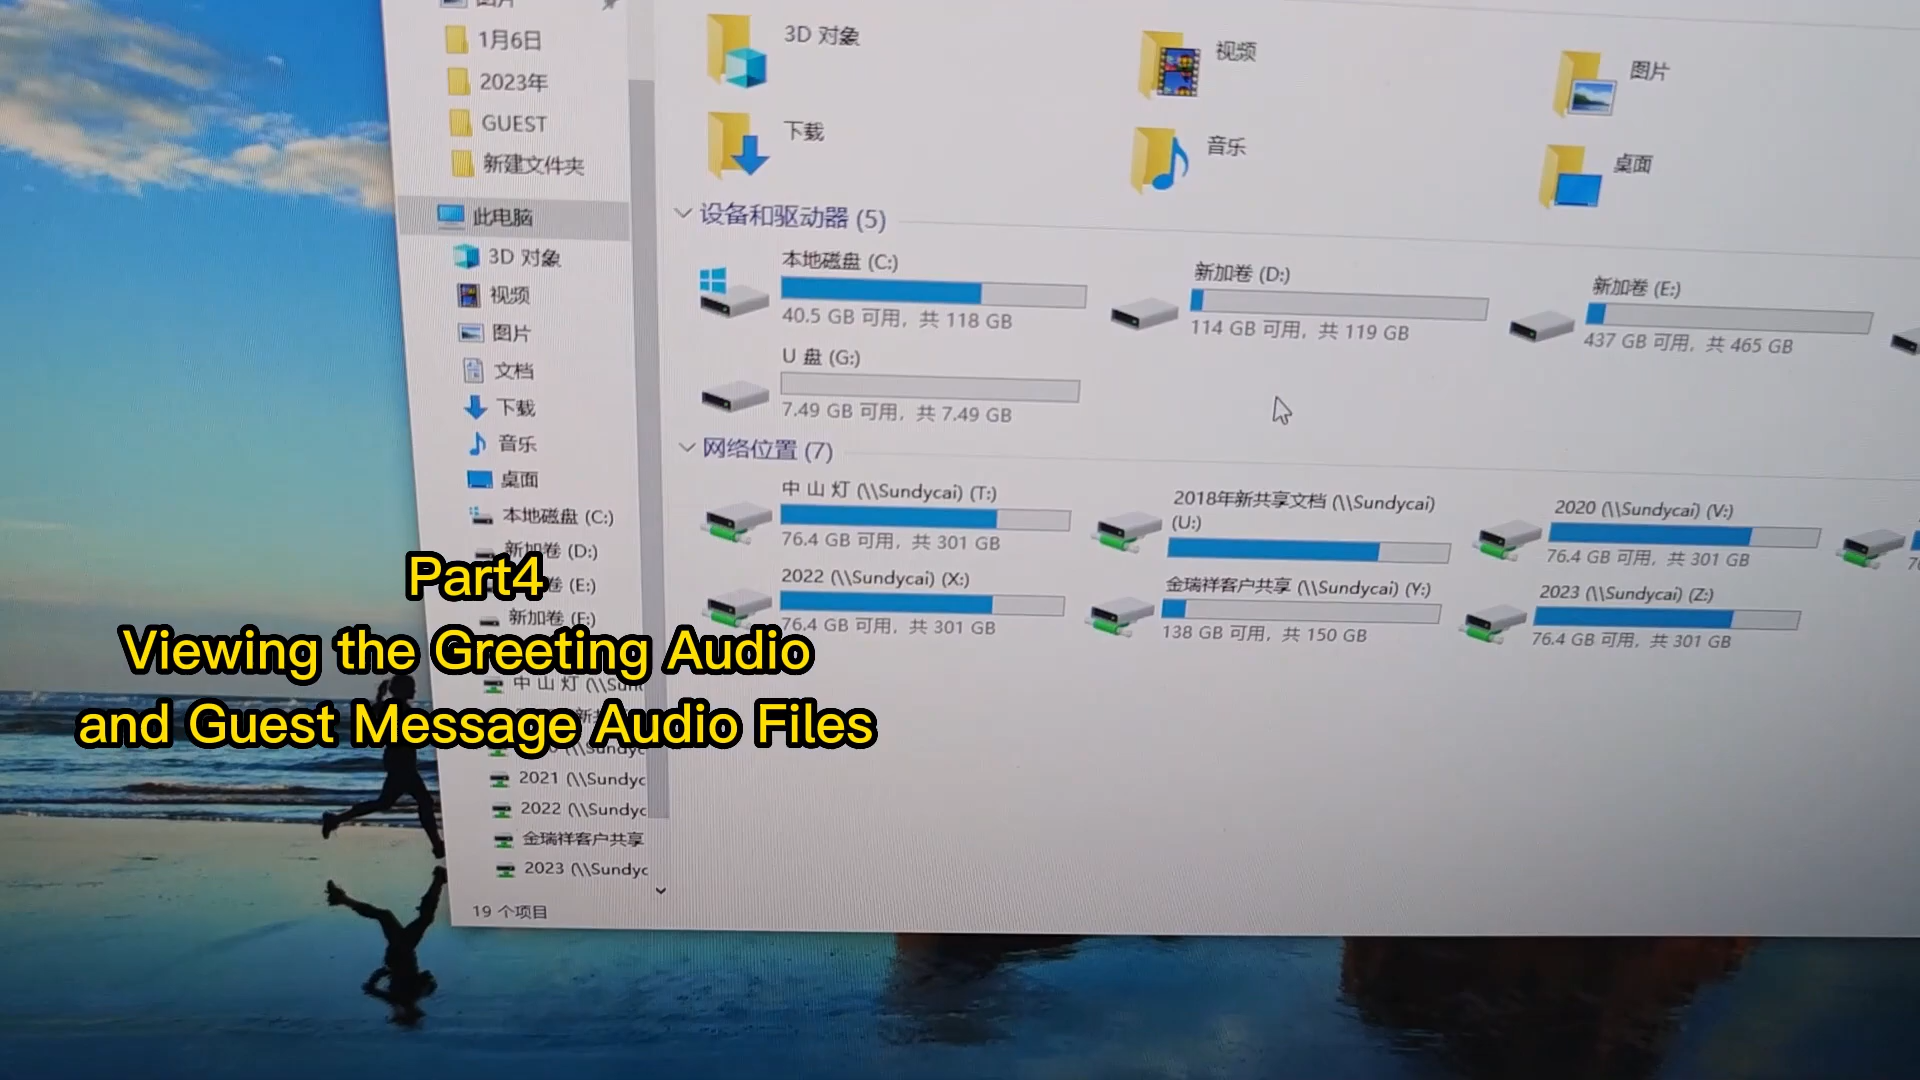 图片
1月6日
2023年
GUEST
新建文件夹
此电脑
3D 对象
视频
图片
文档
下载
音乐
桌面
本地磁盘 (C:)
新加卷 (D:)
卷 (E:)
新加卷 (F:)
中 山 灯 (\\Sund
2021 (\\Sundyc
2022 (\\Sundyc
金瑞祥客户共享
2023 (\\Sundyc
19 个项目
3D 对象
视频
图片
下载
音乐
桌面
设备和驱动器 (5)
本地磁盘 (C:)
40.5 GB 可用, 共 118 GB
新加卷 (D:)
114 GB 可用, 共 119 GB
新加卷 (E:)
437 GB 可用, 共 465 GB
U 盘 (G:)
7.49 GB 可用, 共 7.49 GB
网络位置 (7)
中 山 灯 (\\Sundycai) (T:)
76.4 GB 可用, 共 301 GB
2018年新共享文档 (\\Sundycai)
(U:)
2020 (\\Sundycai) (V:)
76.4 GB 可用, 共 301 GB
2022 (\\Sundycai) (X:)
76.4 GB 可用, 共 301 GB
金瑞祥客户共享 (\\Sundycai) (Y:)
138 GB 可用, 共 150 GB
2023 (\\Sundycai) (Z:)
76.4 GB 可用, 共 301 GB
Part4
Viewing the Greeting Audio
and Guest Message Audio Files